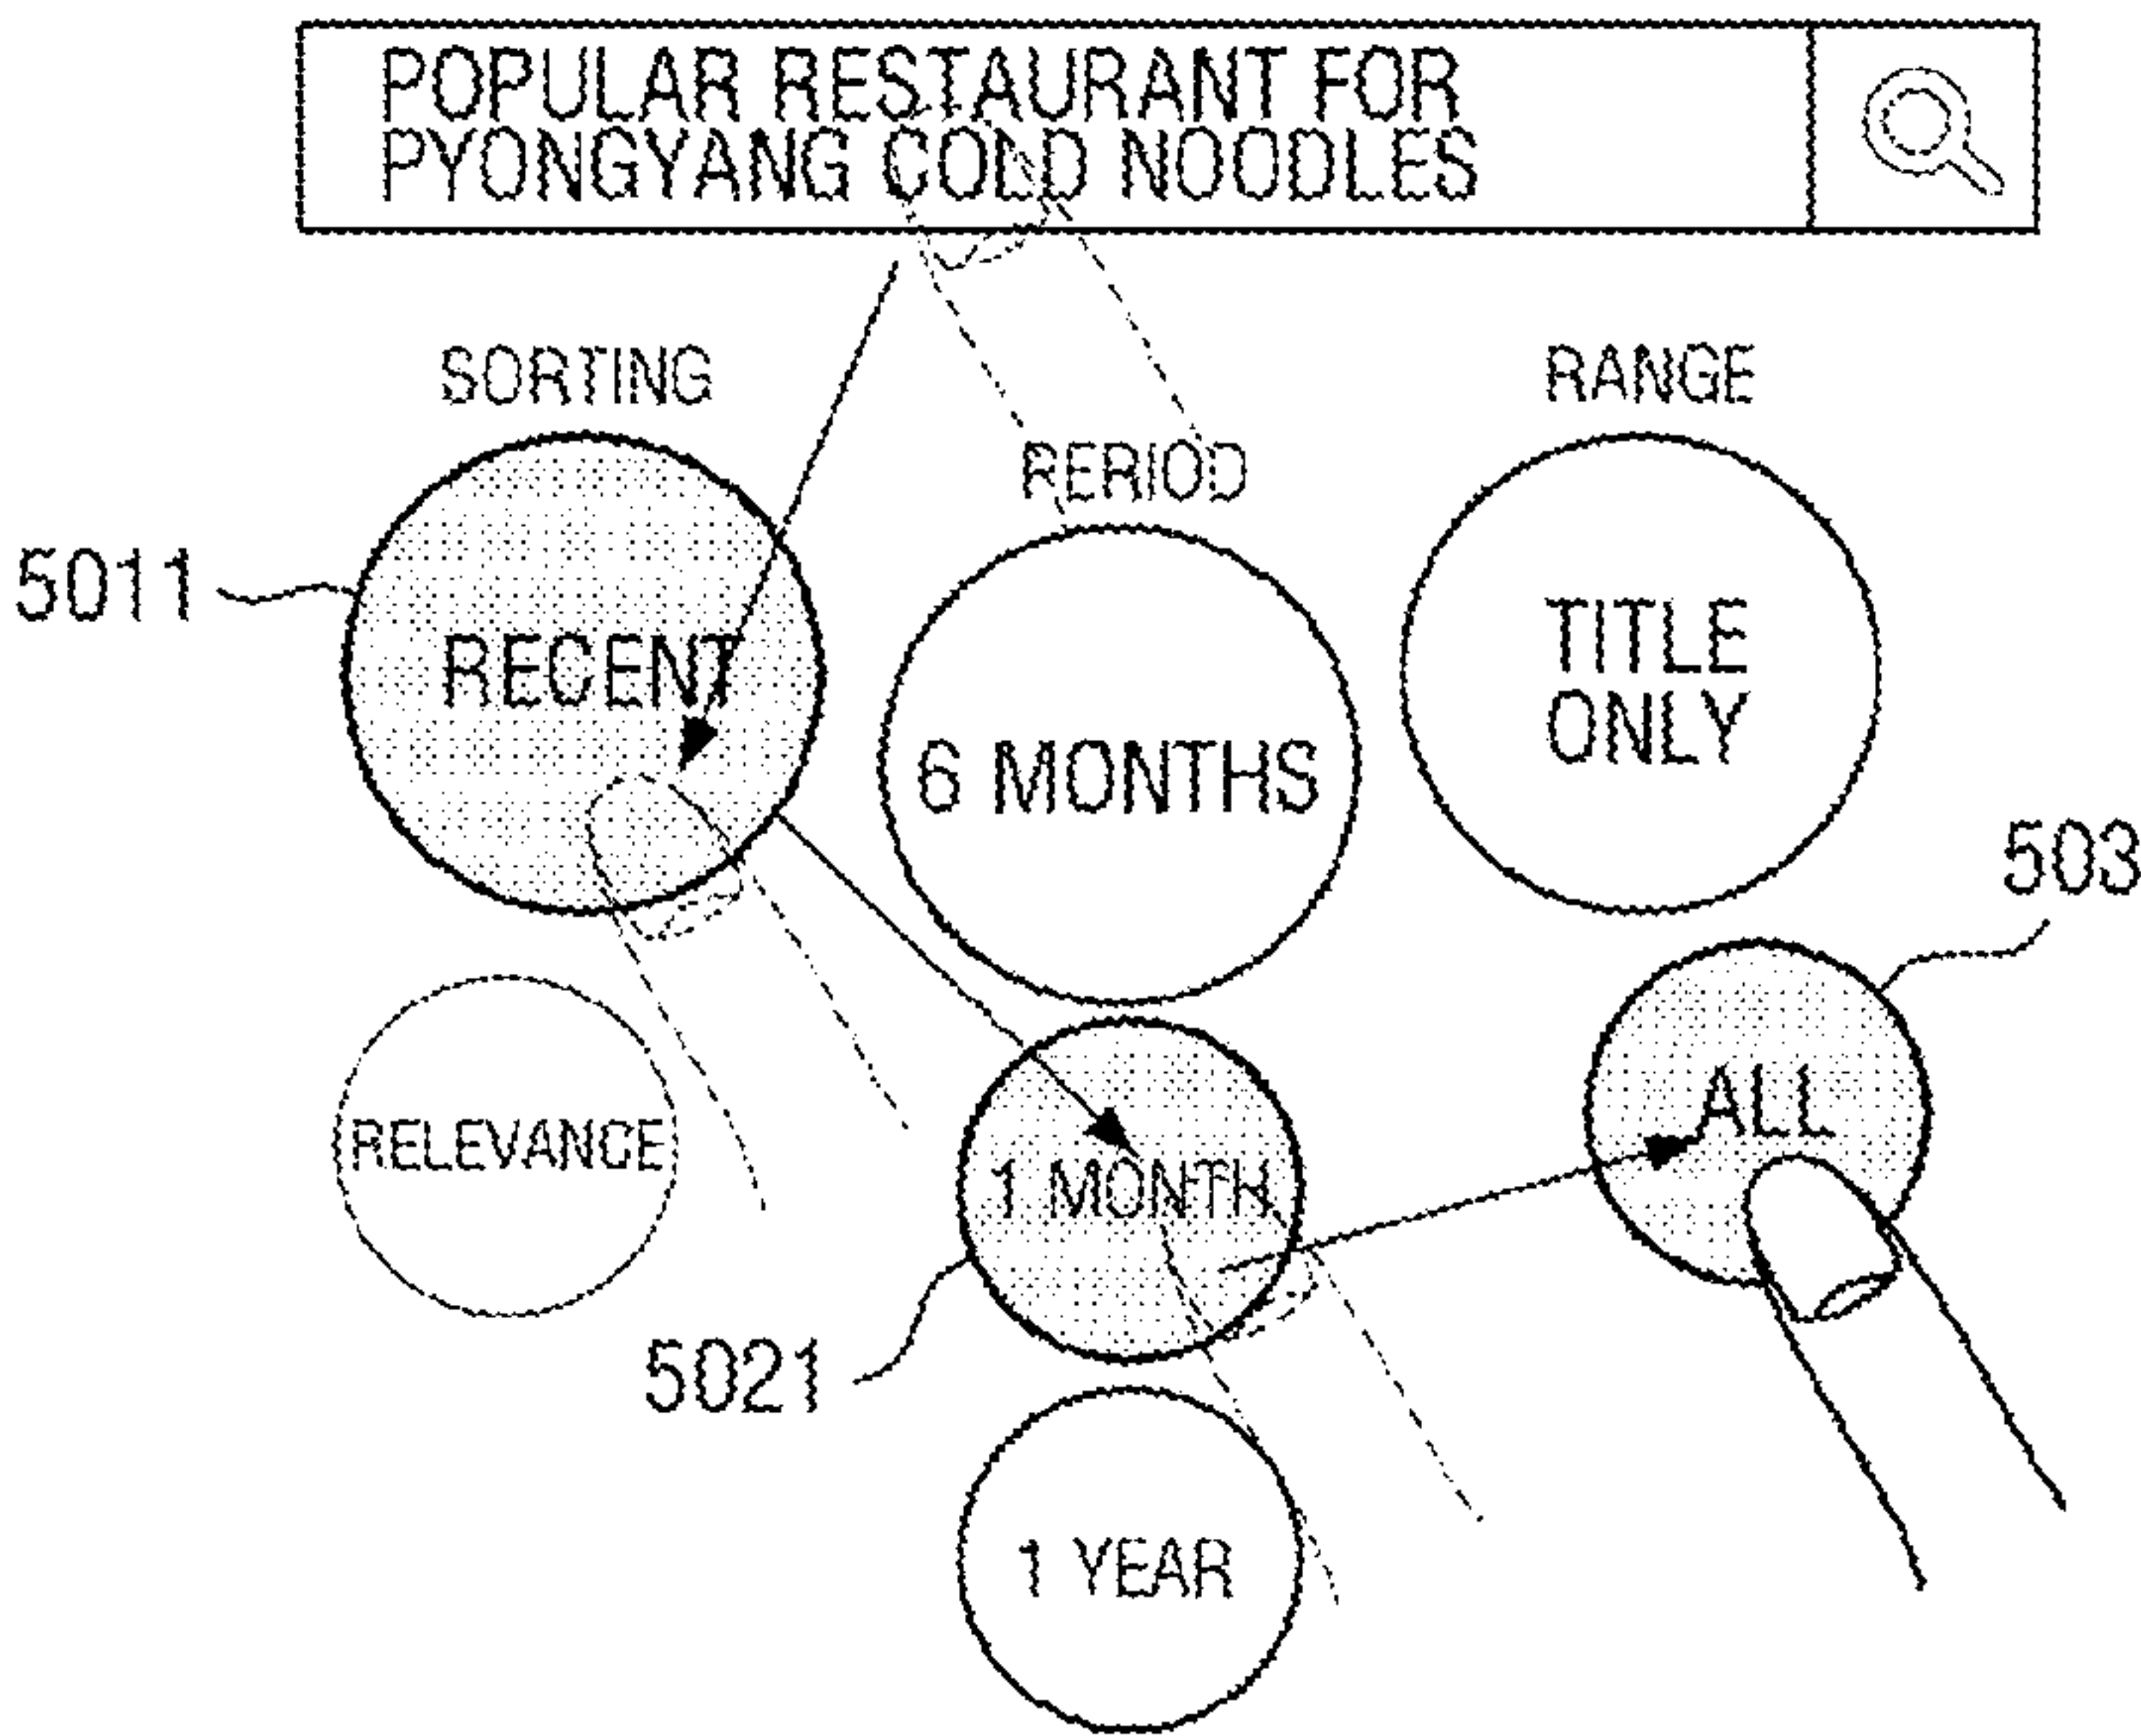 POPULAR RESTAURANT FOR
PYONGYANG COLD NOODLES
SORTING
RANGE
PERIOD
5011
RECENT
TITLE
ONLY
6 MONTHS
503
ALL
RELEVANCE
1 MONTH
5021
1 YEAR